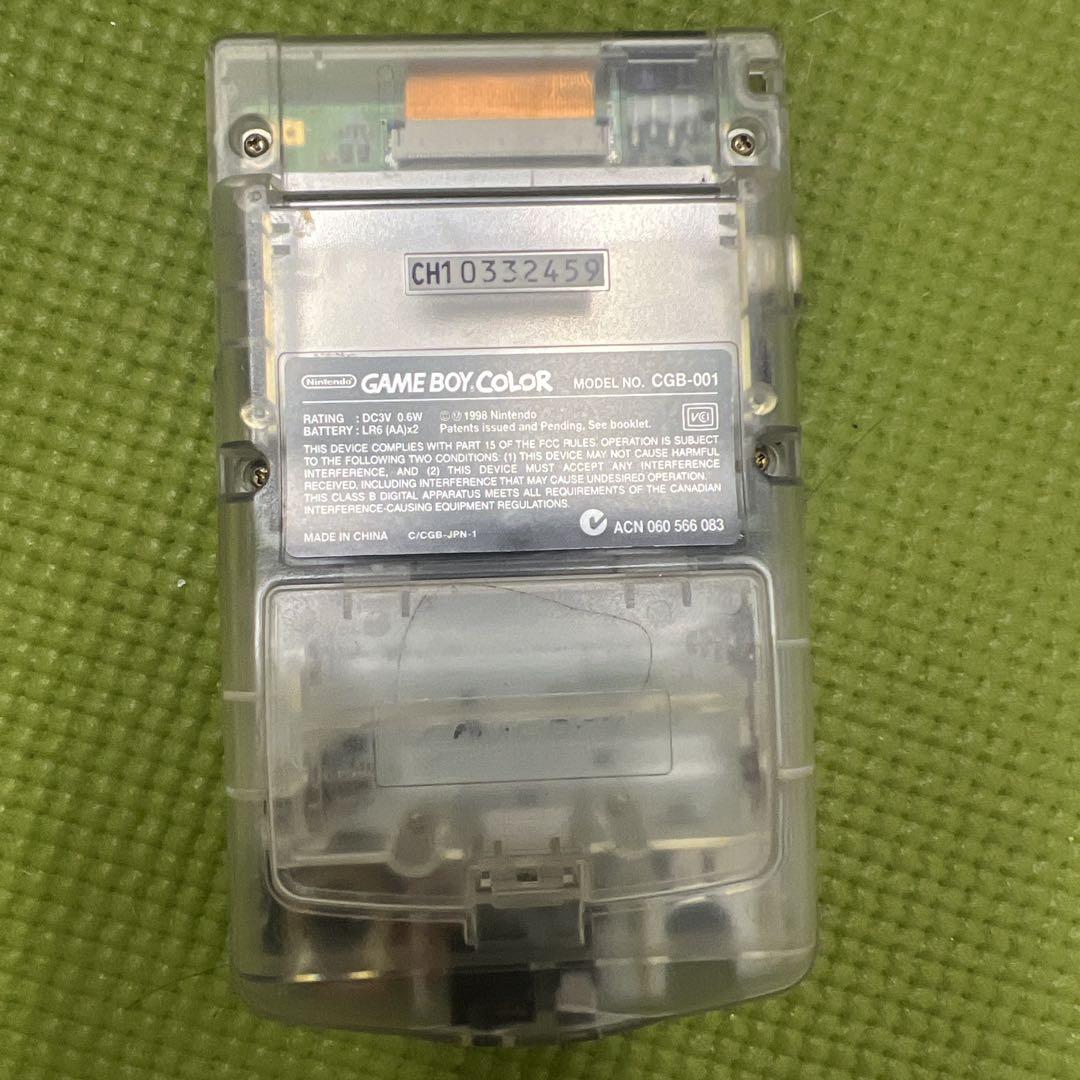 CH10332459
Nintendo GAME BOY COLOR MODEL NO. CGB-001
RATING : DC3V 0.6W ©Ⓜ1998 Nintendo
BATTERY : LR6 (AA)x2 Patents issued and Pending, See booklet. VCI
THIS DEVICE COMPLIES WITH PART 15 OF THE FCC RULES. OPERATION IS SUBJECT
TO THE FOLLOWING TWO CONDITIONS: (1) THIS DEVICE MAY NOT CAUSE HARMFUL
INTERFERENCE, AND (2) THIS DEVICE MUST ACCEPT ANY INTERFERENCE
RECEIVED, INCLUDING INTERFERENCE THAT MAY CAUSE UNDESIRED OPERATION.
THIS CLASS B DIGITAL APPARATUS MEETS ALL REQUIREMENTS OF THE CANADIAN
INTERFERENCE-CAUSING EQUIPMENT REGULATIONS.
ACN 060 566 083
MADE IN CHINA C/CGB-JPN-1